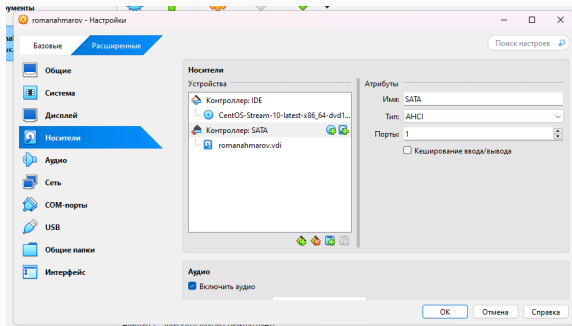 рументы
romanahmarov - Настройки
Базовые
Расширенные
Поиск настроек
Общие
Система
Дисплей
Носители
Аудио
Сеть
COM-порты
USB
Общие папки
Интерфейс
Носители
Устройства
Контроллер: IDE
CentOS-Stream-10-latest-x86_64-dvd1...
Контроллер: SATA
romanahmarov.vdi
Атрибуты
Имя: SATA
Тип: AHCI
Порты: 1
Кеширование ввода/вывода
Аудио
Включить аудио
OK
Отмена
Справка